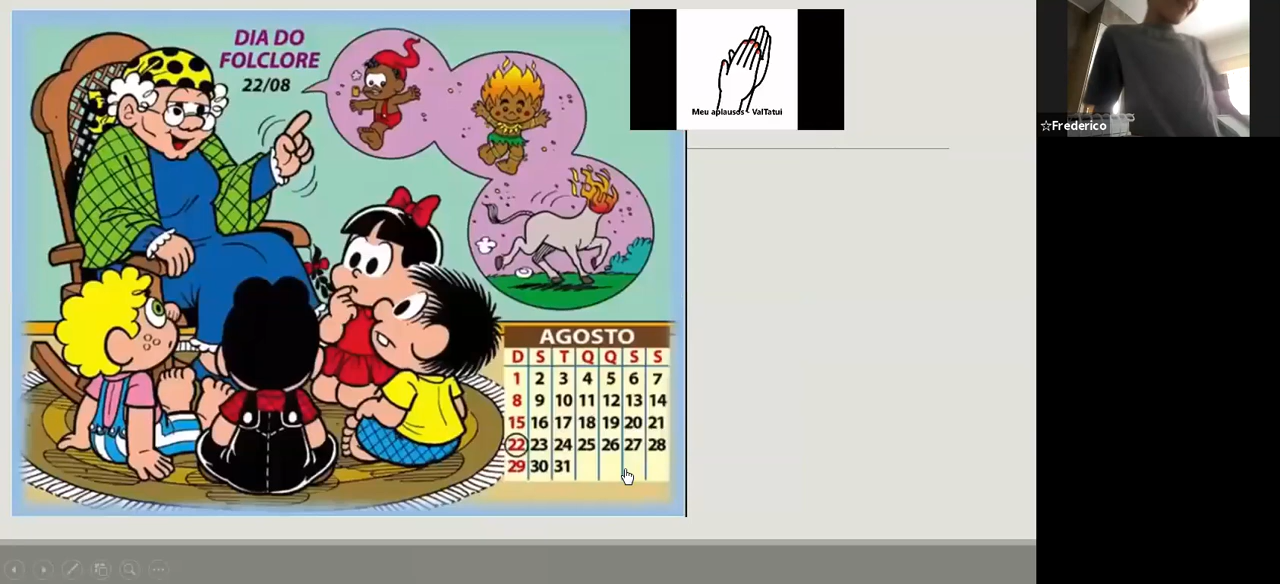 DIA DO
FOLCLORE
22/08
Meu aplausos - ValTatui
☆Frederico
AGOSTO
D S T Q Q S S
1 2 3 4 5 6 7
8 9 10 11 12 13 14
15 16 17 18 19 20 21
22 23 24 25 26 27 28
29 30 31